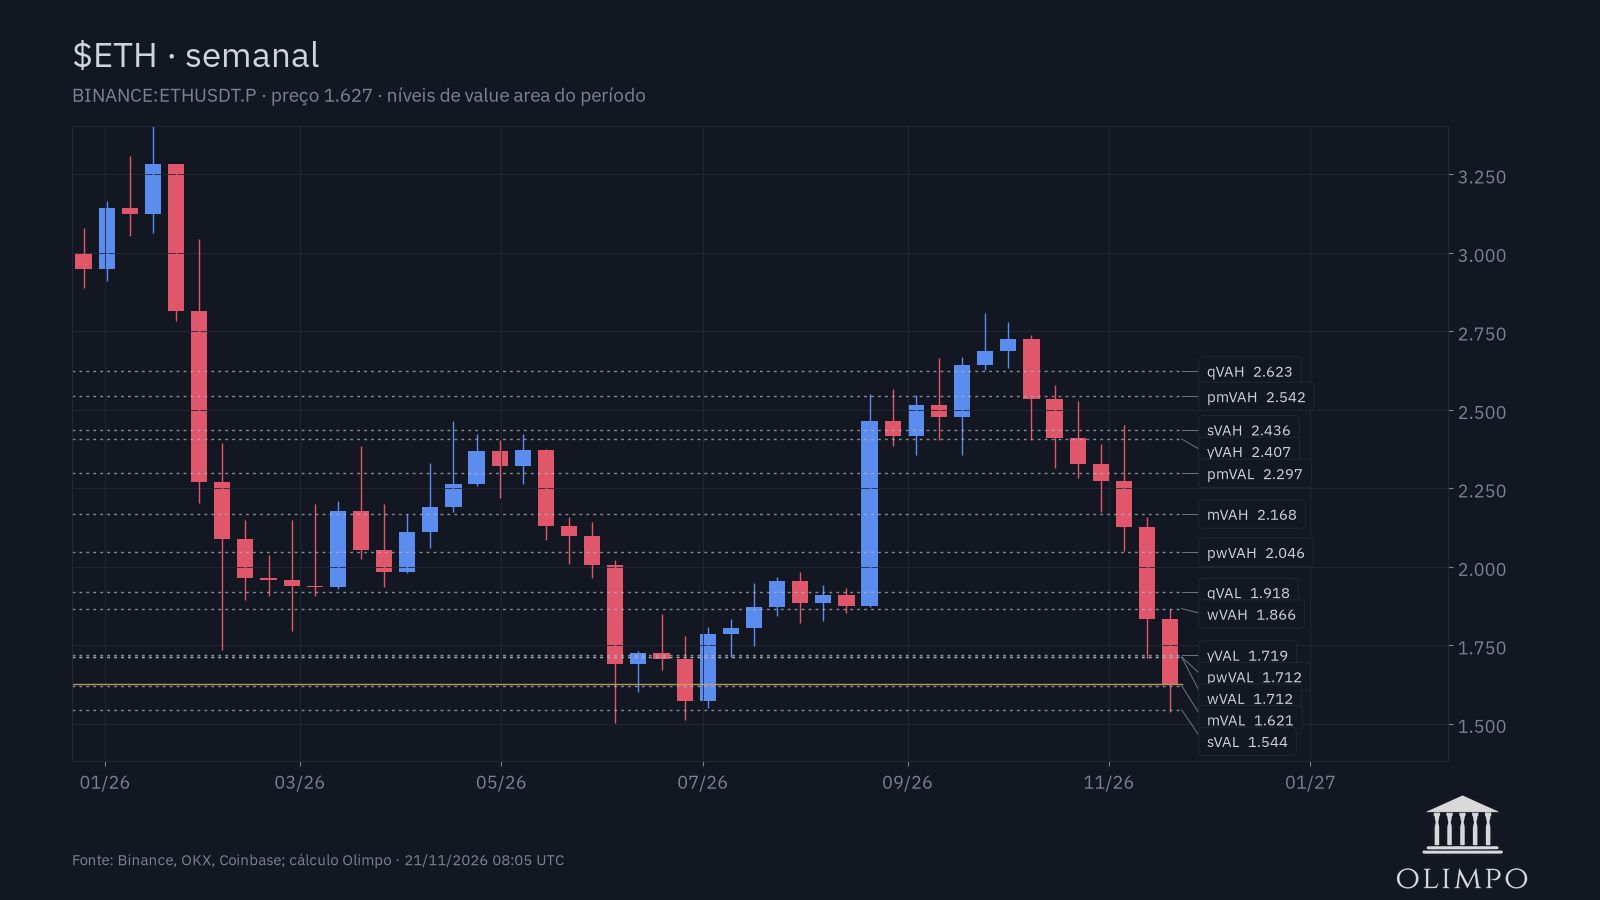 $ETH · semanal
BINANCE:ETHUSDT.P · preço 1.627 · níveis de value area do período
3.250
3.000
2.750
2.500
2.250
2.000
1.750
1.500
qVAH 2.623
pmVAH 2.542
sVAH 2.436
yVAH 2.407
pmVAL 2.297
mVAH 2.168
pwVAH 2.046
qVAL 1.918
wVAH 1.866
yVAL 1.719
pwVAL 1.712
wVAL 1.712
mVAL 1.621
sVAL 1.544
01/26 03/26 05/26 07/26 09/26 11/26 01/27
Fonte: Binance, OKX, Coinbase; cálculo Olimpo · 21/11/2026 08:05 UTC
OLIMPO